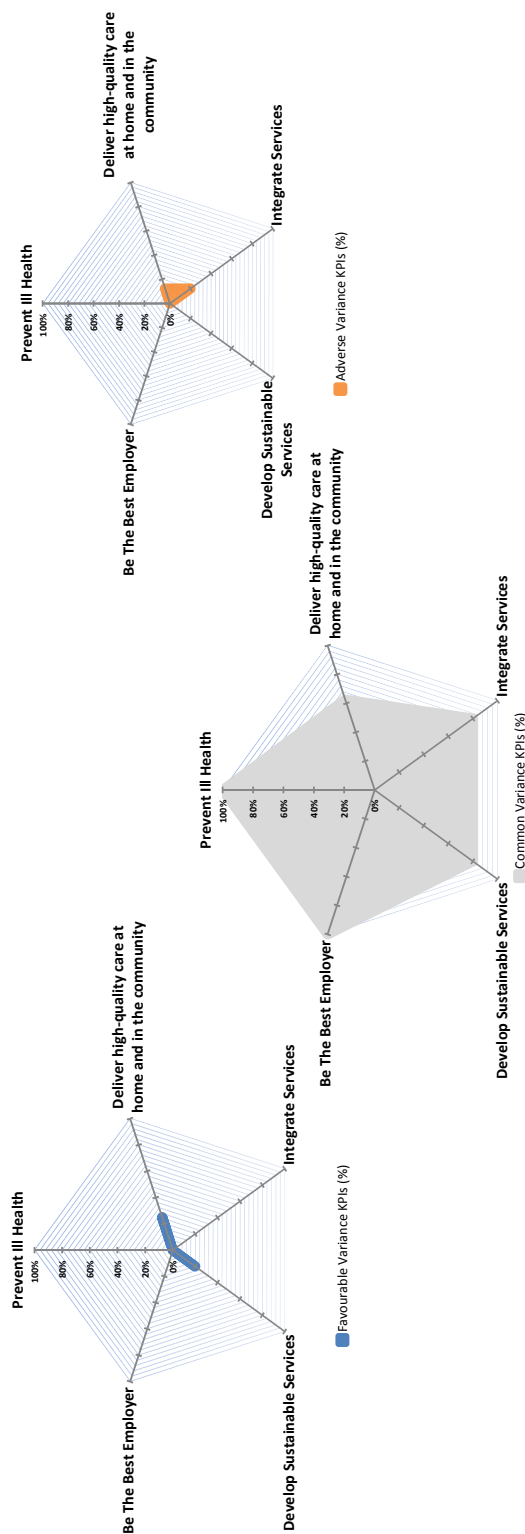 Prevent Ill Health
100%
80%
60%
40%
20%
0%
Deliver high-quality care at
home and in the community
Integrate Services
Develop Sustainable Services
Be The Best Employer
Favourable Variance KPIs (%)
Prevent Ill Health
100%
80%
60%
40%
20%
0%
Deliver high-quality care at
home and in the community
Integrate Services
Develop Sustainable Services
Be The Best Employer
Common Variance KPIs (%)
Prevent Ill Health
100%
80%
60%
40%
20%
0%
Deliver high-quality care
at home and in the
community
Integrate Services
Develop Sustainable
Services
Be The Best Employer
Adverse Variance KPIs (%)